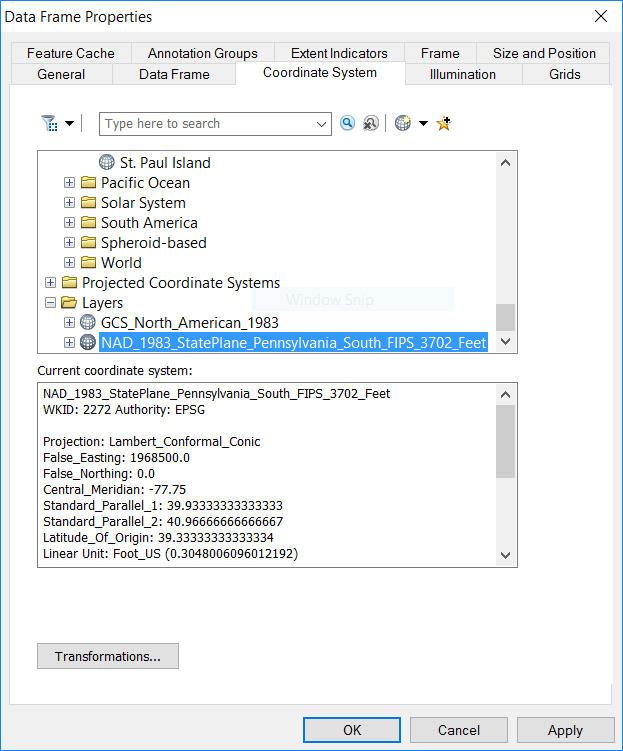 Data Frame Properties
Feature Cache Annotation Groups Extent Indicators Frame Size and Position
General Data Frame Coordinate System Illumination Grids
Type here to search
St. Paul Island
Pacific Ocean
Solar System
South America
Spheroid-based
World
Projected Coordinate Systems
Layers
Window Snip
GCS_North_American_1983
NAD_1983_StatePlane_Pennsylvania_South_FIPS_3702_Feet
Current coordinate system:
NAD_1983_StatePlane_Pennsylvania_South_FIPS_3702_Feet
WKID: 2272 Authority: EPSG
Projection: Lambert_Conformal_Conic
False_Easting: 1968500.0
False_Northing: 0.0
Central_Meridian: -77.75
Standard_Parallel_1: 39.93333333333333
Standard_Parallel_2: 40.96666666666667
Latitude_Of_Origin: 39.33333333333334
Linear Unit: Foot_US (0.3048006096012192)
Transformations...
OK Cancel Apply